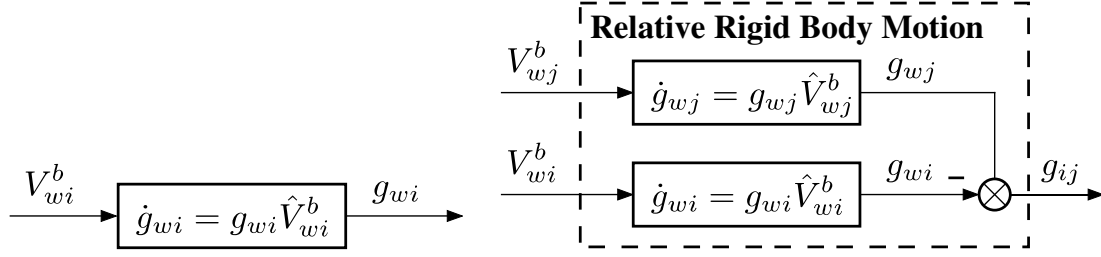 V^b_{wi}
\dot{g}_{wi} = g_{wi}\hat{V}^b_{wi}
g_{wi}
Relative Rigid Body Motion
V^b_{wj}
\dot{g}_{wj} = g_{wj}\hat{V}^b_{wj}
g_{wj}
V^b_{wi}
\dot{g}_{wi} = g_{wi}\hat{V}^b_{wi}
g_{wi} −
g_{ij}